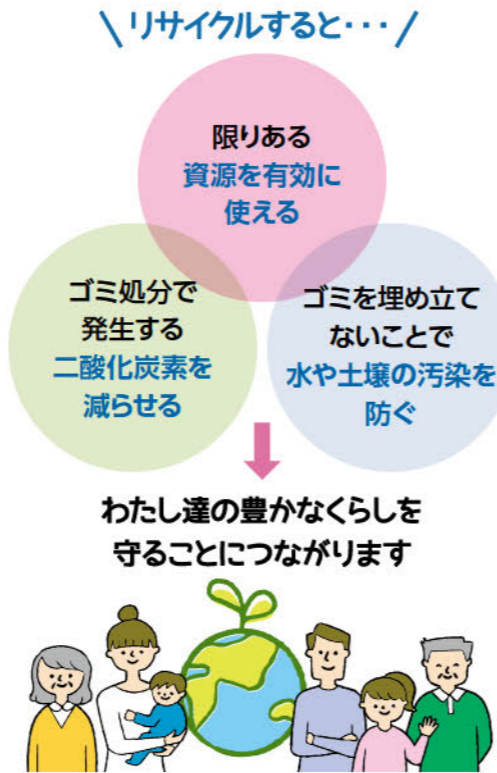 リサイクルすると・・・
限りある
資源を有効に
使える
ゴミ処分で
発生する
二酸化炭素を
減らせる
ゴミを埋め立て
ないことで
水や土壌の汚染を
防ぐ
わたし達の豊かなくらしを
守ることにつながります